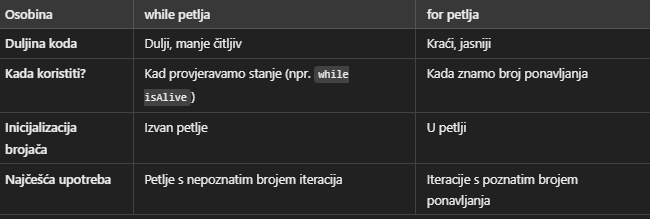 Osobina while petlja for petlja
Duljina koda Dulji, manje čitljiv Kraći, jasniji
Kada koristiti? Kad provjeravamo stanje (npr. while Kada znamo broj ponavljanja
isAlive)
Inicijalizacija Izvan petlje U petlji
brojača
Najčešća upotreba Petlje s nepoznatim brojem iteracija Iteracije s poznatim brojem
ponavljanja